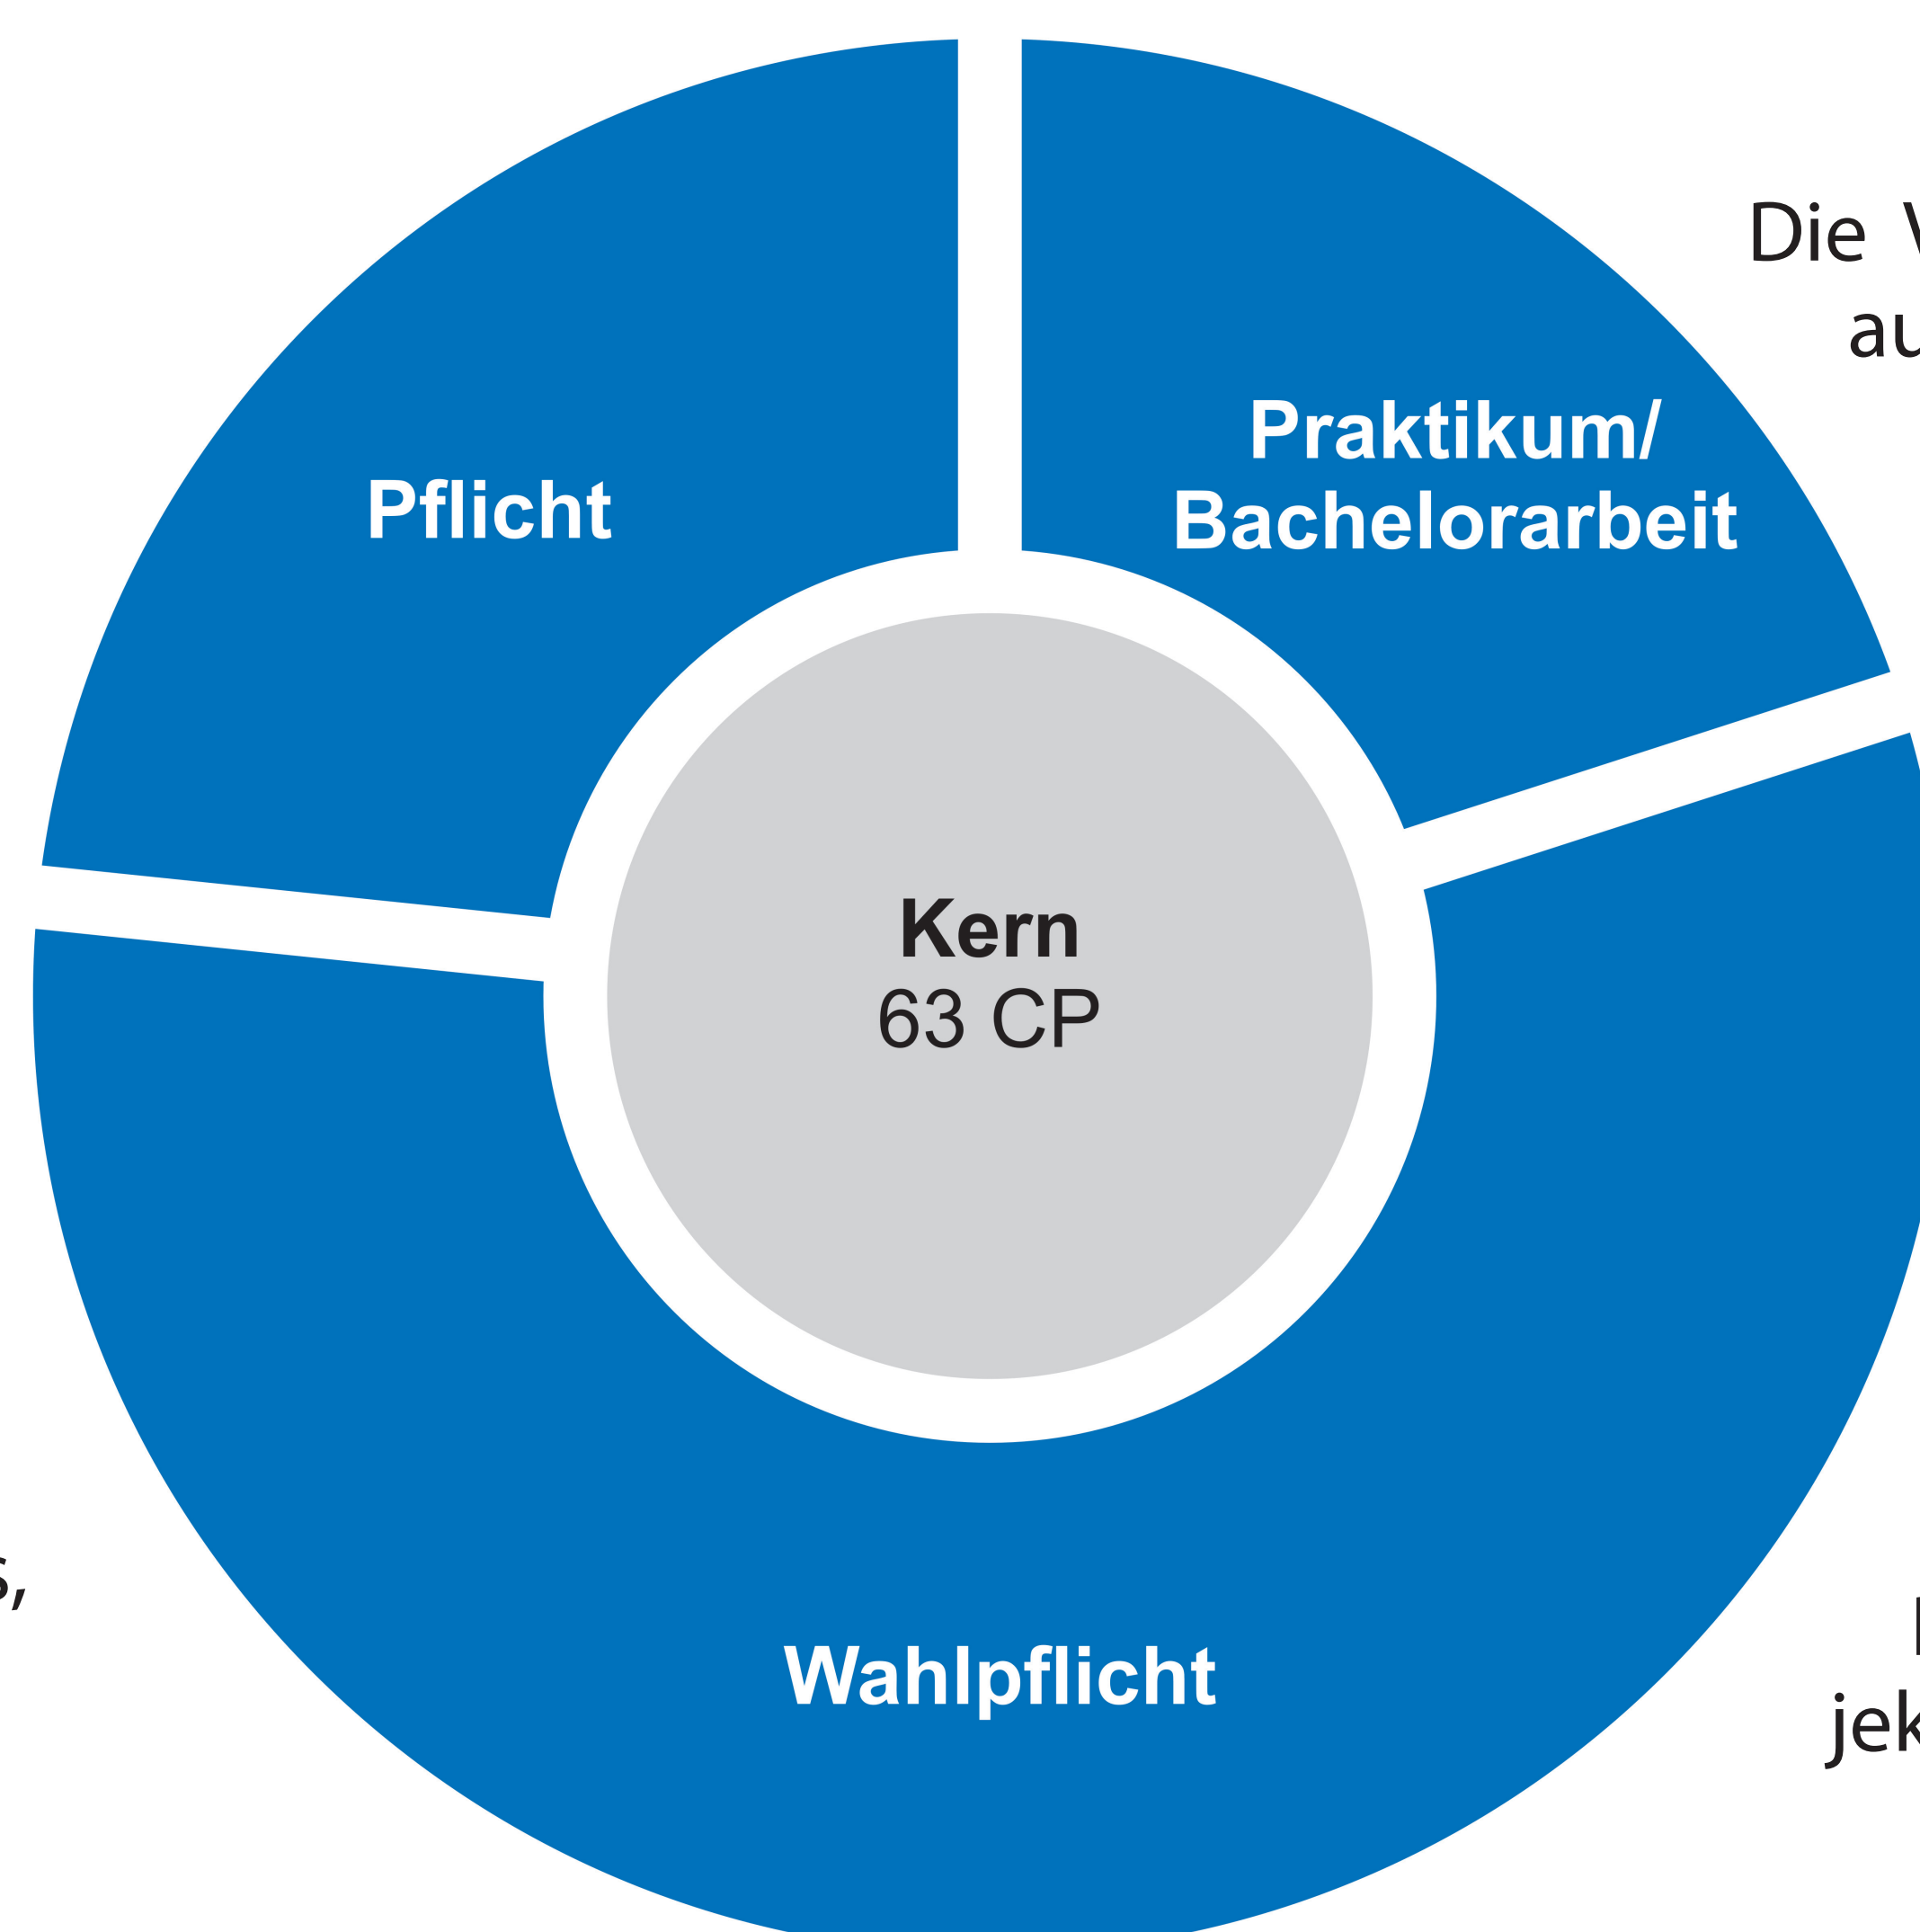 Die
Praktikum/
Bachelorarbeit
Pflicht
Kern
63 CP
Wahlpflicht